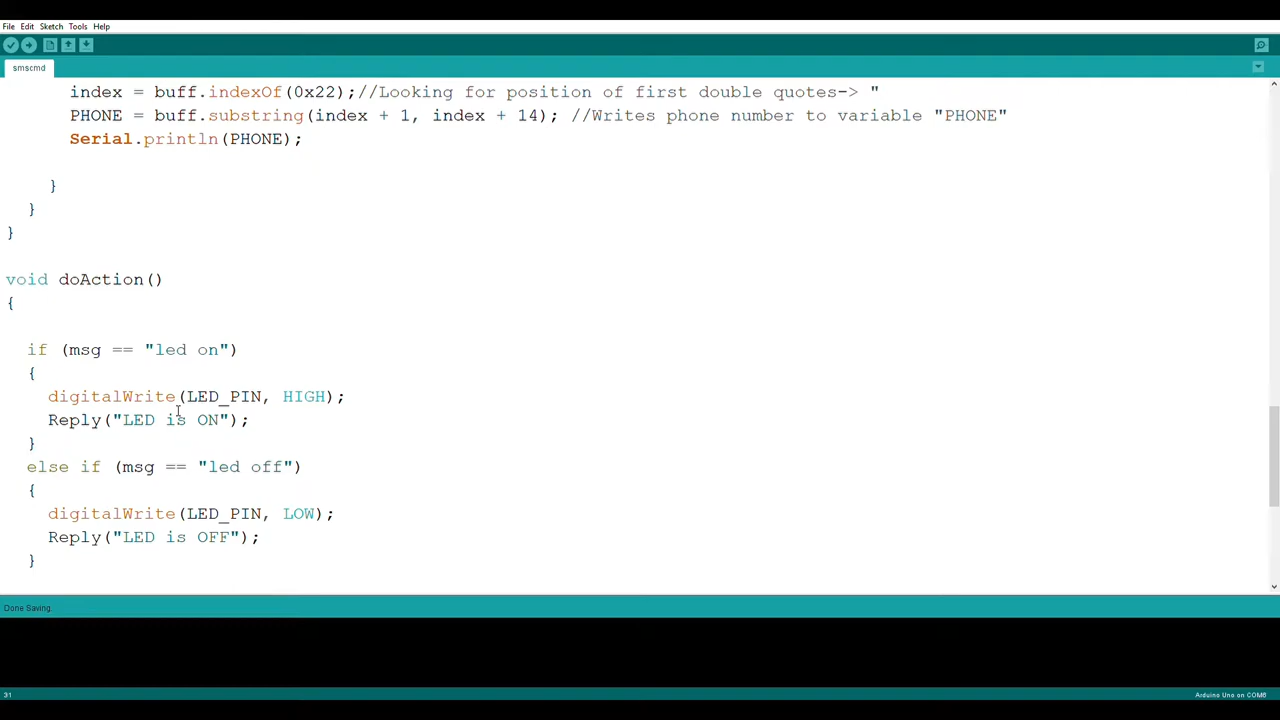 File Edit Sketch Tools Help
smscmd
index = buff.indexOf(0x22);//Looking for position of first double quotes-> "
PHONE = buff.substring(index + 1, index + 14); //Writes phone number to variable "PHONE"
Serial.println(PHONE);
}
}
}
void doAction()
{
if (msg == "led on")
{
digitalWrite(LED_PIN, HIGH);
Reply("LED is ON");
}
else if (msg == "led off")
{
digitalWrite(LED_PIN, LOW);
Reply("LED is OFF");
}
Done Saving.
31
Arduino Uno on COM6